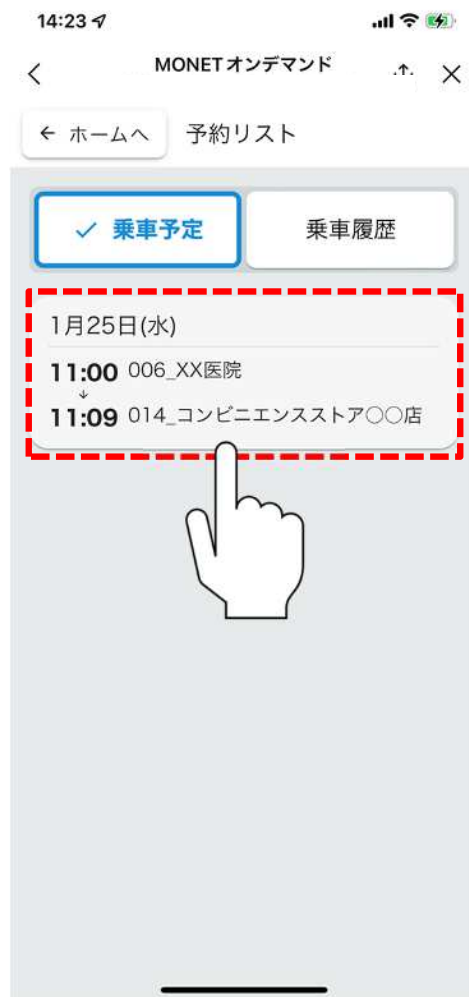 14:23
MONETオンデマンド
← ホームへ 予約リスト
✓ 乗車予定 乗車履歴
1月25日(水)
11:00 006_XX医院
↓
11:09 014_コンビニエンスストア〇〇店